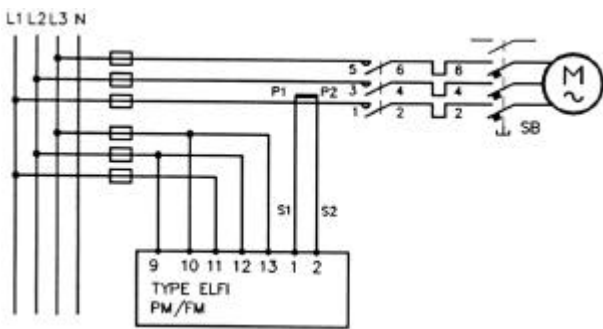 L1 L2 L3 N
5 6 6
P1 P2 3 4 4
1 2 2
M
SB
S1 S2
9 10 11 12 13 1 2
TYPE ELFI
PM/FM